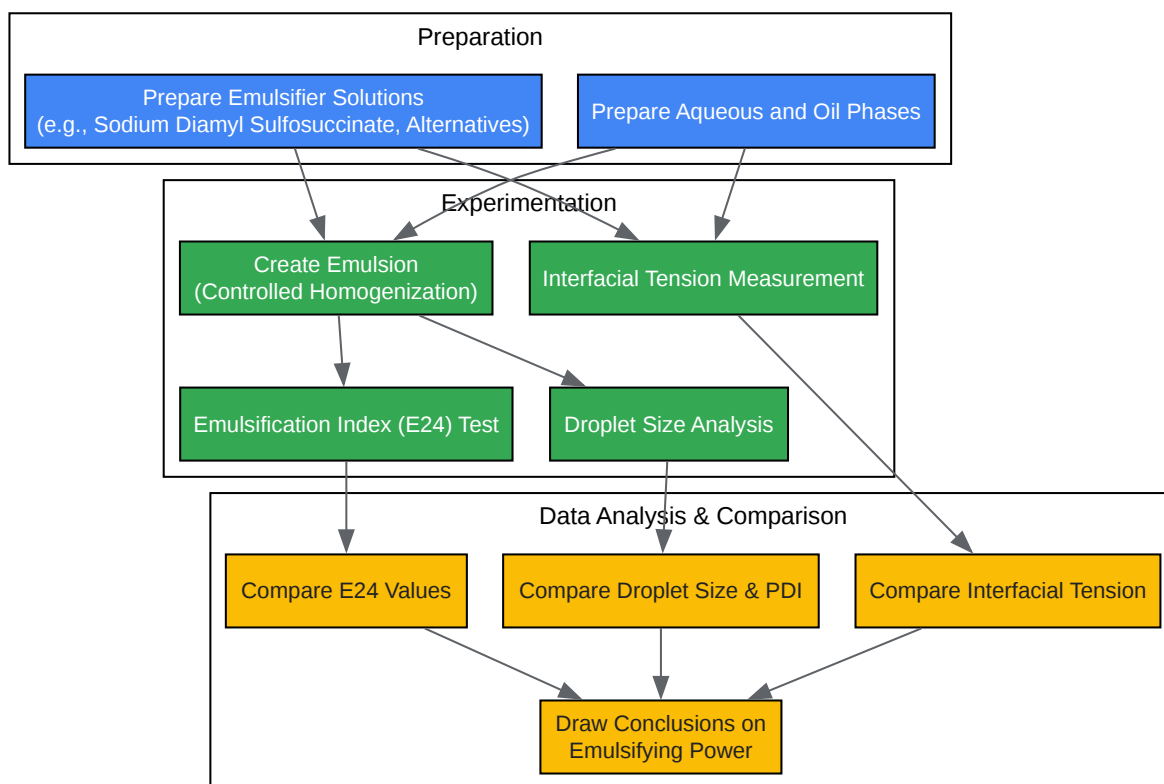 Preparation
Prepare Emulsifier Solutions
(e.g., Sodium Diamyl Sulfosuccinate, Alternatives)
Prepare Aqueous and Oil Phases
Experimentation
Create Emulsion
(Controlled Homogenization)
Interfacial Tension Measurement
Emulsification Index (E24) Test
Droplet Size Analysis
Data Analysis & Comparison
Compare E24 Values
Compare Droplet Size & PDI
Compare Interfacial Tension
Draw Conclusions on
Emulsifying Power